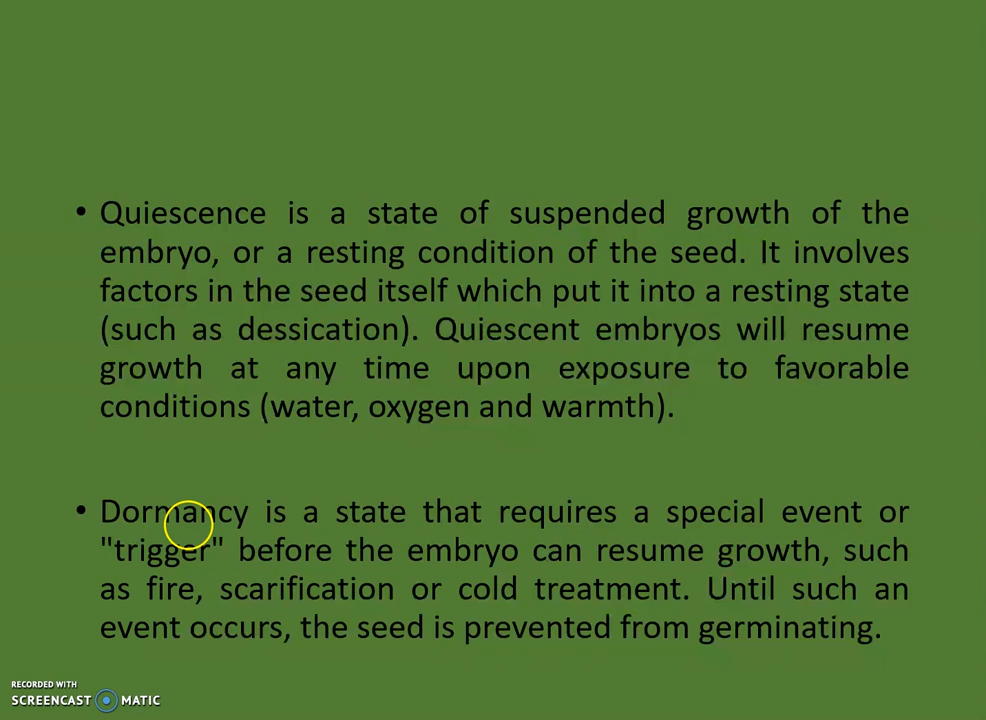 • Quiescence is a state of suspended growth of the
embryo, or a resting condition of the seed. It involves
factors in the seed itself which put it into a resting state
(such as dessication). Quiescent embryos will resume
growth at any time upon exposure to favorable
conditions (water, oxygen and warmth).
• Dormancy is a state that requires a special event or
"trigger" before the embryo can resume growth, such
as fire, scarification or cold treatment. Until such an
event occurs, the seed is prevented from germinating.
RECORDED WITH
SCREENCAST MATIC